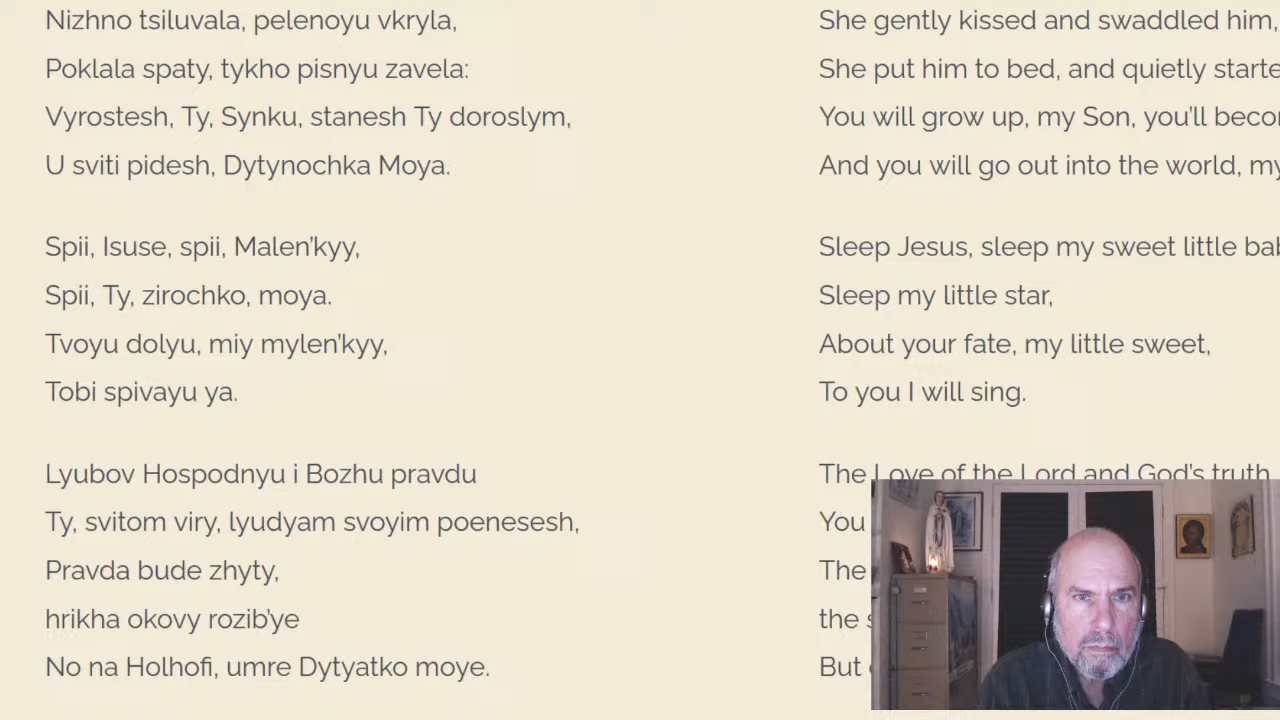 Nizhno tsiluvala, pelenoyu vkryla,
Poklala spaty, tykho pisnyu zavela:
Vyrostesh, Ty, Synku, stanesh Ty doroslym,
U sviti pidesh, Dytynochka Moya.
Spii, Isuse, spii, Malen'kyy,
Spii, Ty, zirochko, moya.
Tvoyu dolyu, miy mylen'kyy,
Tobi spivayu ya.
Lyubov Hospodnyu i Bozhu pravdu
Ty, svitom viry, lyudyam svoyim poenesesh,
Pravda bude zhyty,
hrikha okovy rozib'ye
No na Holhofi, umre Dytyatko moye.
She gently kissed and swaddled him,
She put him to bed, and quietly
You will grow up, my Son, you'll
And you will go out into the world, my
Sleep Jesus, sleep my sweet little
Sleep my little star,
About your fate, my little sweet,
To you I will sing.
The Love of the Lord and God's truth
You
The
the
But